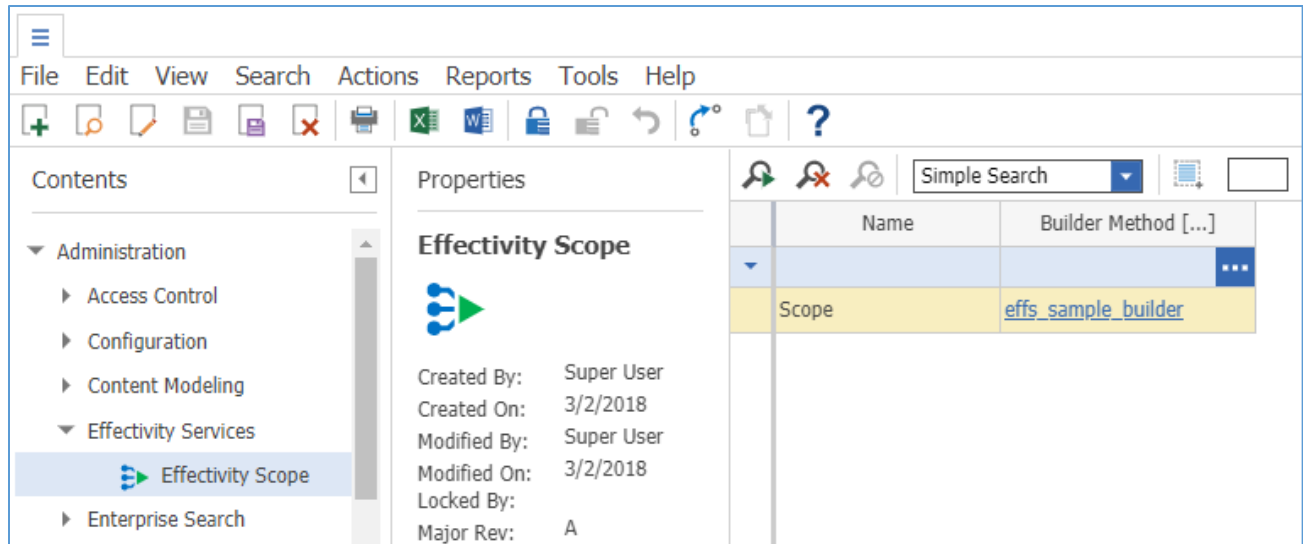 File Edit View Search Actions Reports Tools Help
?
Contents
Administration
Access Control
Configuration
Content Modeling
Effectivity Services
Effectivity Scope
Enterprise Search
Properties
Effectivity Scope
Created By: Super User
Created On: 3/2/2018
Modified By: Super User
Modified On: 3/2/2018
Locked By:
Major Rev: A
Simple Search
Name Builder Method [...]
Scope effs_sample_builder